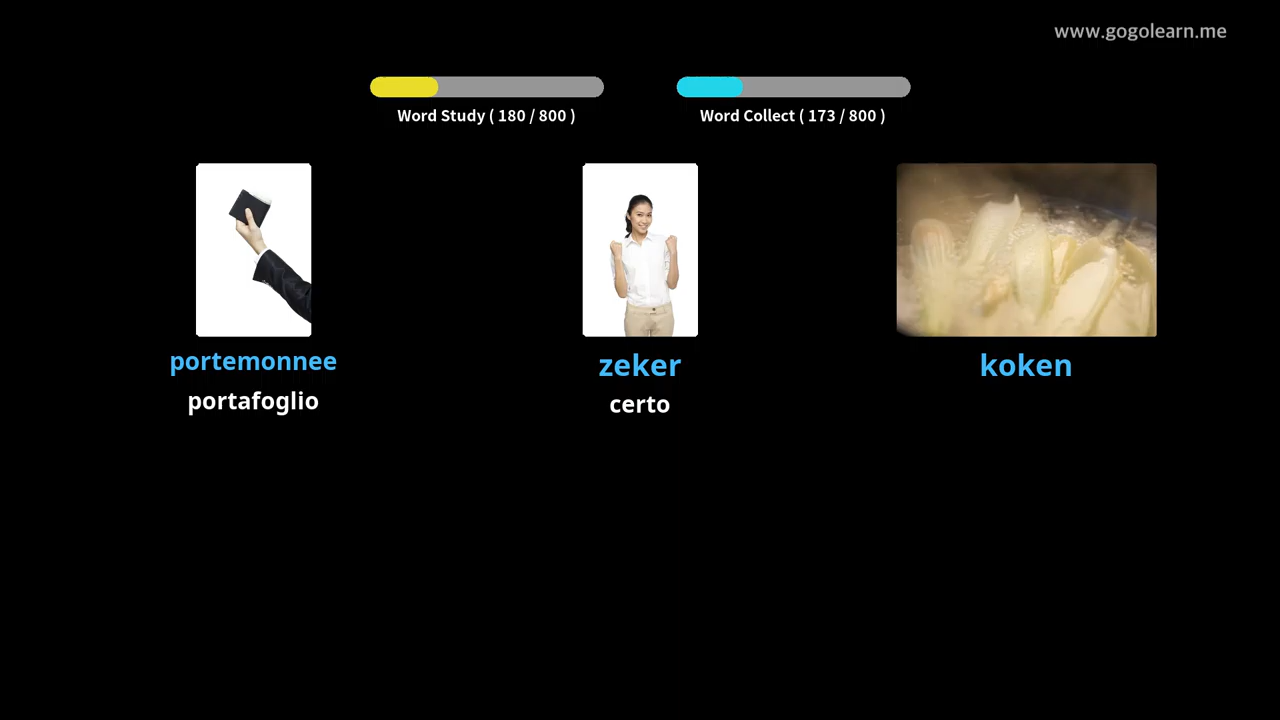 www.gogolearn.me
Word Study ( 180 / 800 )
Word Collect ( 173 / 800 )
portemonnee
portafoglio
zeker
certo
koken